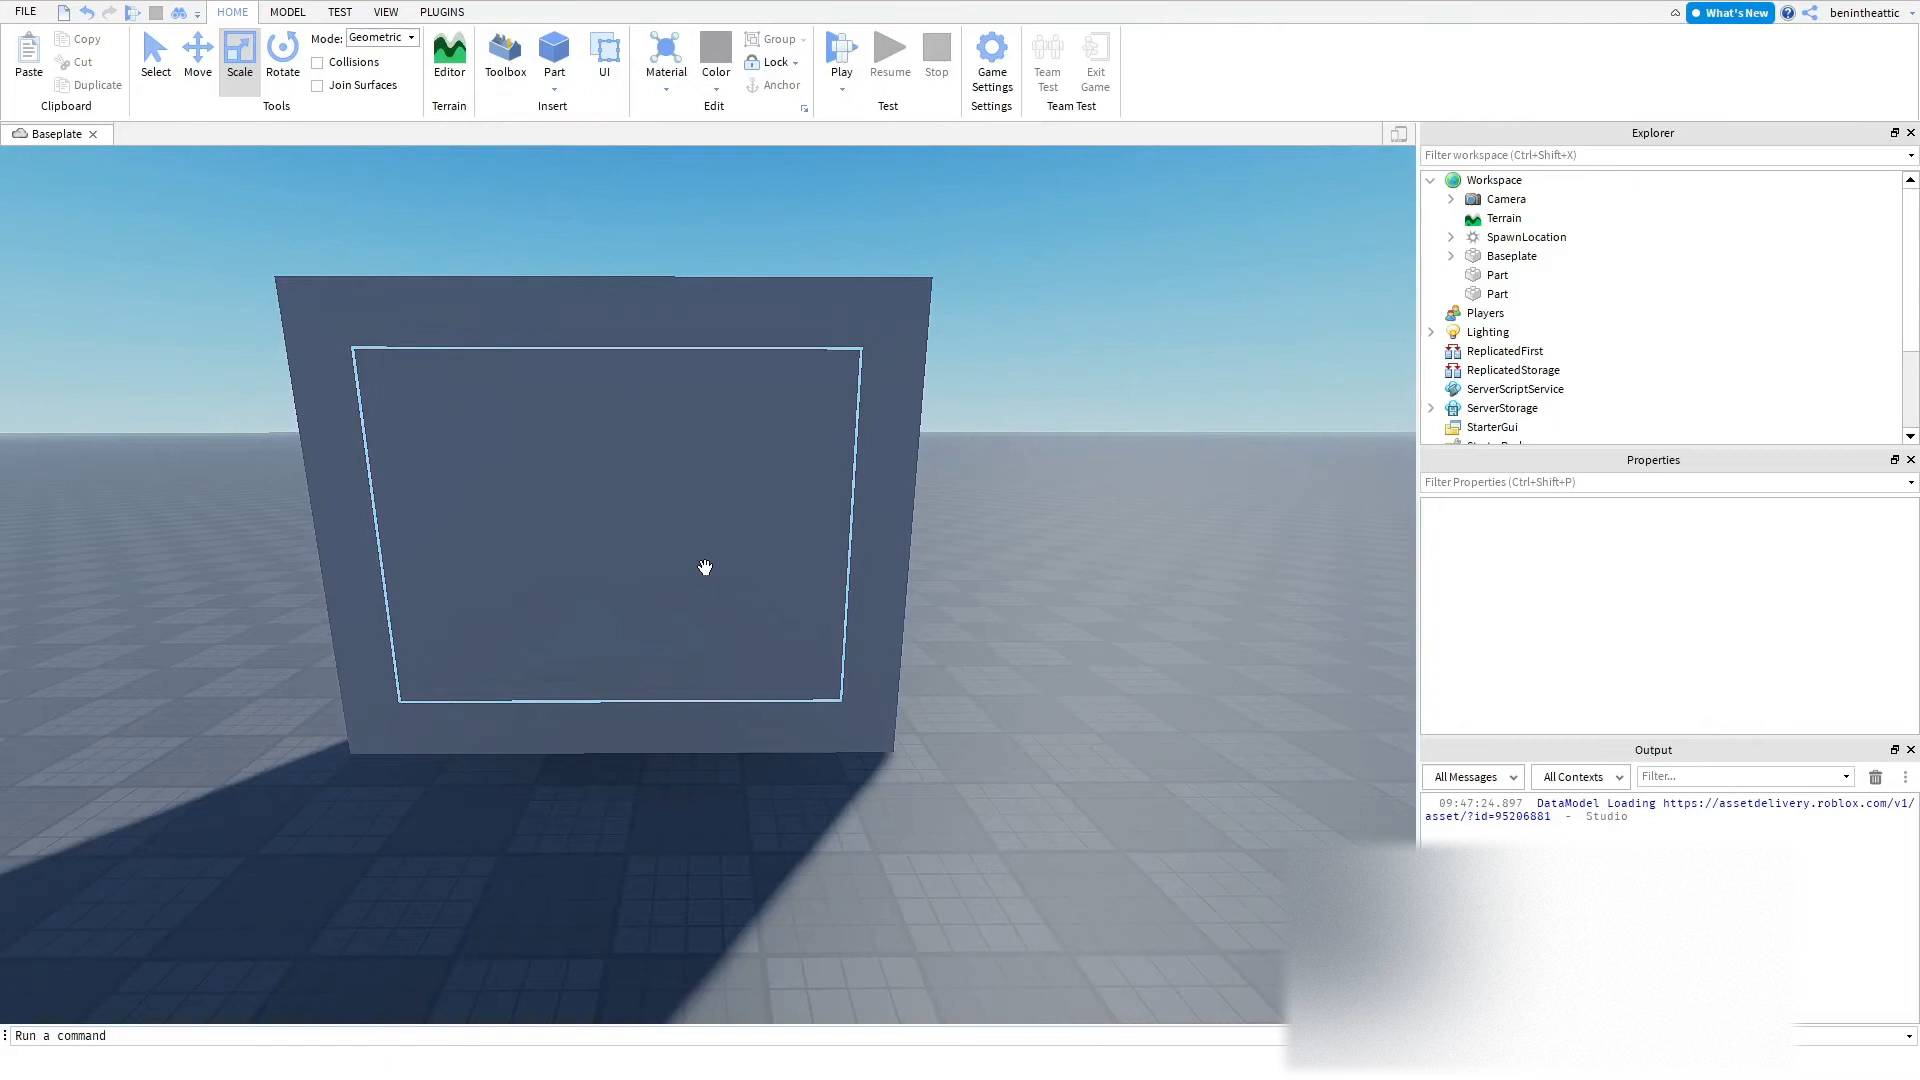 FILE HOME MODEL TEST VIEW PLUGINS What's New benintheattic
Paste Copy Cut Duplicate Clipboard
Select Move Scale Rotate Mode: Geometric Collisions Join Surfaces Tools
Editor Terrain
Toolbox Part UI Insert
Material Color Group Lock Anchor Edit
Play Resume Stop Test
Game Settings Settings
Team Test Exit Game Team Test
Baseplate
Explorer
Filter workspace (Ctrl+Shift+X)
Workspace
Camera
Terrain
SpawnLocation
Baseplate
Part
Part
Players
Lighting
ReplicatedFirst
ReplicatedStorage
ServerScriptService
ServerStorage
StarterGui
Properties
Filter Properties (Ctrl+Shift+P)
Output
All Messages All Contexts Filter...
09:47:24.897 DataModel Loading https://assetdelivery.roblox.com/v1/
asset/?id=95206881 - Studio
Run a command